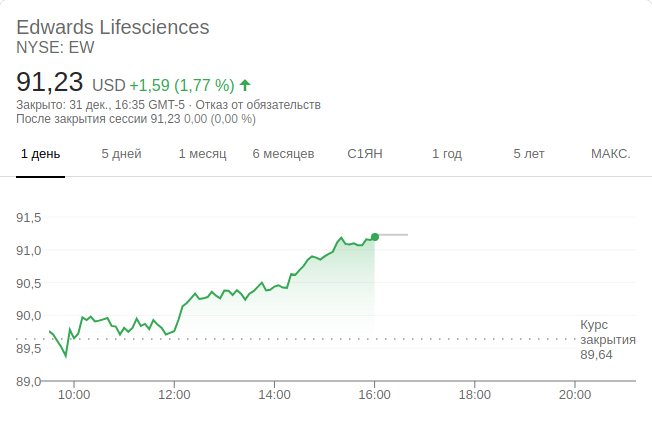 Edwards Lifesciences
NYSE: EW
91,23 USD +1,59 (1,77 %)
Закрыто: 31 дек., 16:35 GMT-5 · Отказ от обязательств
После закрытия сессии 91,23 0,00 (0,00 %)
1 день 5 дней 1 месяц 6 месяцев С1ЯН 1 год 5 лет МАКС.
91,5
91,0
90,5
90,0
89,5
89,0
Курс
закрытия
89,64
10:00 12:00 14:00 16:00 18:00 20:00